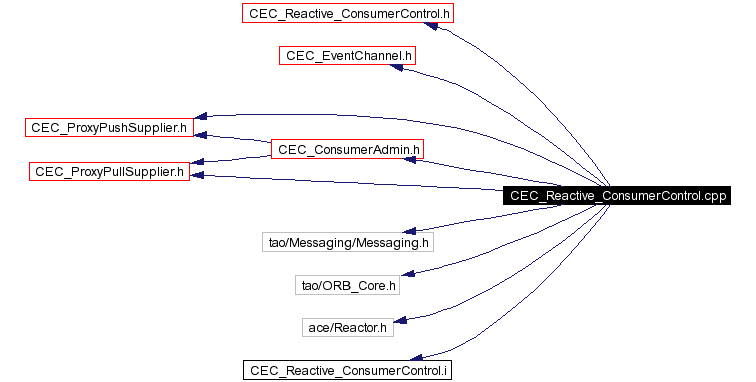 CEC_Reactive_ConsumerControl.h
CEC_EventChannel.h
CEC_ProxyPushSupplier.h
CEC_ConsumerAdmin.h
CEC_ProxyPullSupplier.h
CEC_Reactive_ConsumerControl.cpp
tao/Messaging/Messaging.h
tao/ORB_Core.h
ace/Reactor.h
CEC_Reactive_ConsumerControl.i